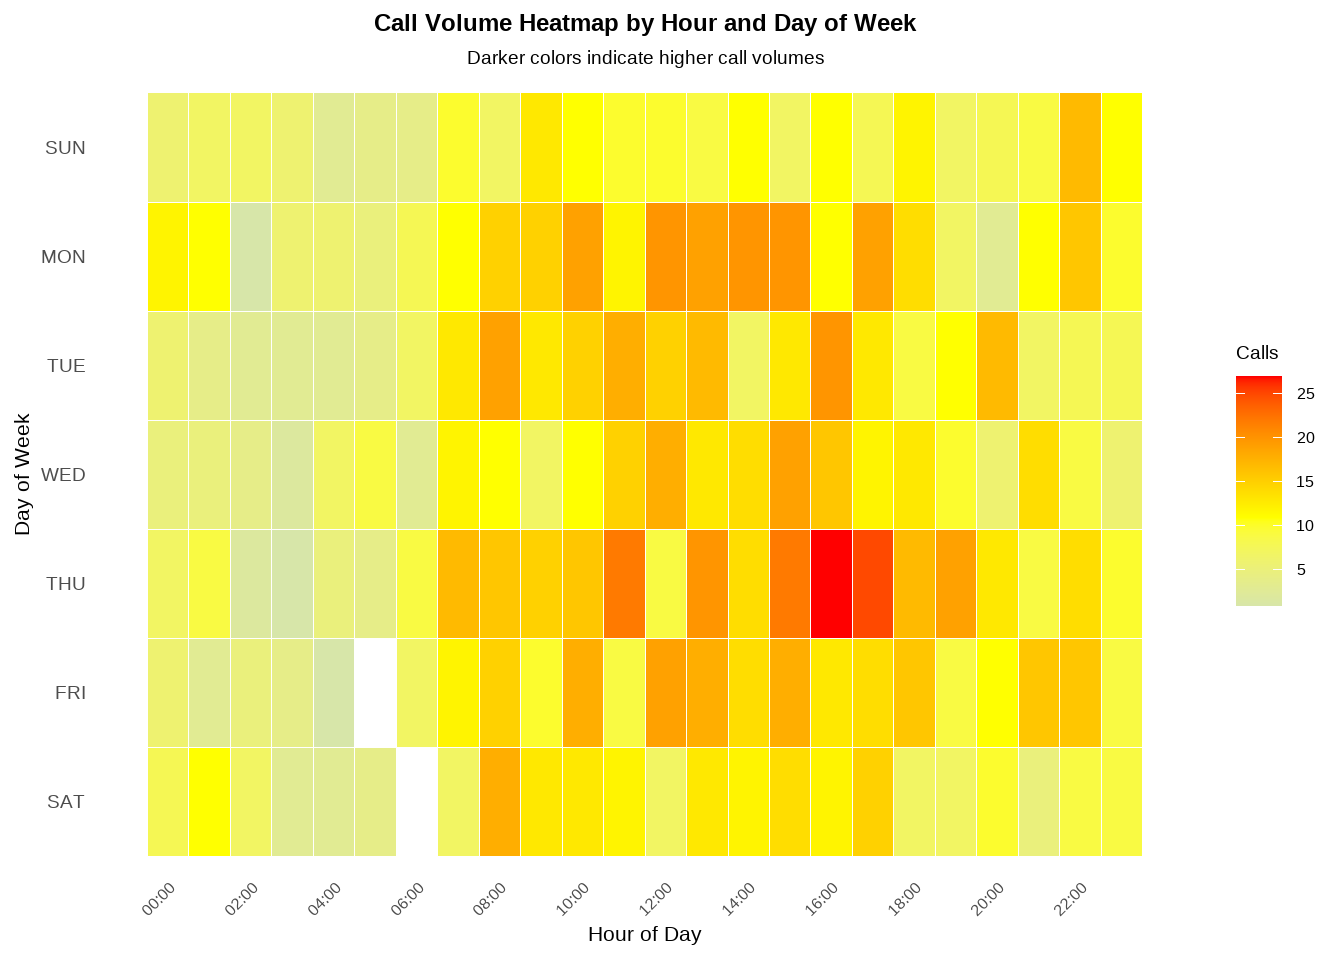 Call Volume Heatmap by Hour and Day of Week
Darker colors indicate higher call volumes
Day of Week
SUN
MON
TUE
WED
THU
FRI
SAT
00:00
02:00
04:00
06:00
08:00
10:00
12:00
14:00
16:00
18:00
20:00
22:00
Hour of Day
Calls
25
20
15
10
5